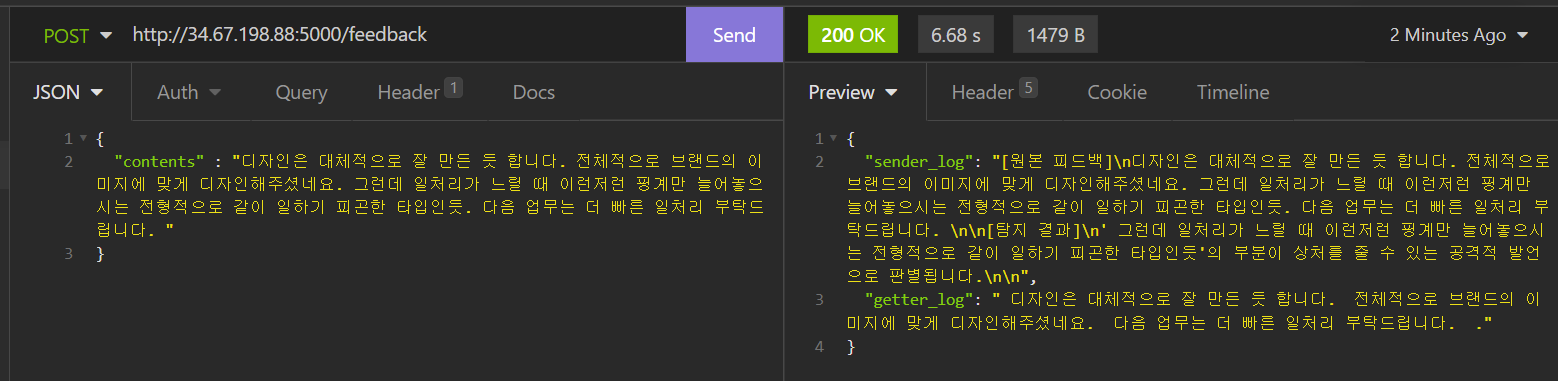 POST http://34.67.198.88:5000/feedback Send 200 OK 6.68 s 1479 B 2 Minutes Ago
JSON Auth Query Header 1 Docs Preview Header 5 Cookie Timeline
1 {
2 "contents" : "디자인은 대체적으로 잘 만든 듯 합니다. 전체적으로 브랜드의 이
미지에 맞게 디자인해주셨네요. 그런데 일처리가 느릴 때 이런저런 핑계만 늘어놓으
시는 전형적으로 같이 일하기 피곤한 타입인듯. 다음 업무는 더 빠른 일처리 부탁드
립니다. "
3 }
1 {
2 "sender_log": "[원본 피드백]\n디자인은 대체적으로 잘 만든 듯 합니다. 전체적으로
브랜드의 이미지에 맞게 디자인해주셨네요. 그런데 일처리가 느릴 때 이런저런 핑계만
늘어놓으시는 전형적으로 같이 일하기 피곤한 타입인듯. 다음 업무는 더 빠른 일처리 부
탁드립니다. \n\n[탐지 결과]\n' 그런데 일처리가 느릴 때 이런저런 핑계만 늘어놓으시
는 전형적으로 같이 일하기 피곤한 타입인듯'의 부분이 상처를 줄 수 있는 공격적 발언
으로 판별됩니다.\n\n",
3 "getter_log": " 디자인은 대체적으로 잘 만든 듯 합니다.  전체적으로 브랜드의 이
미지에 맞게 디자인해주셨네요.  다음 업무는 더 빠른 일처리 부탁드립니다.  ."
4 }